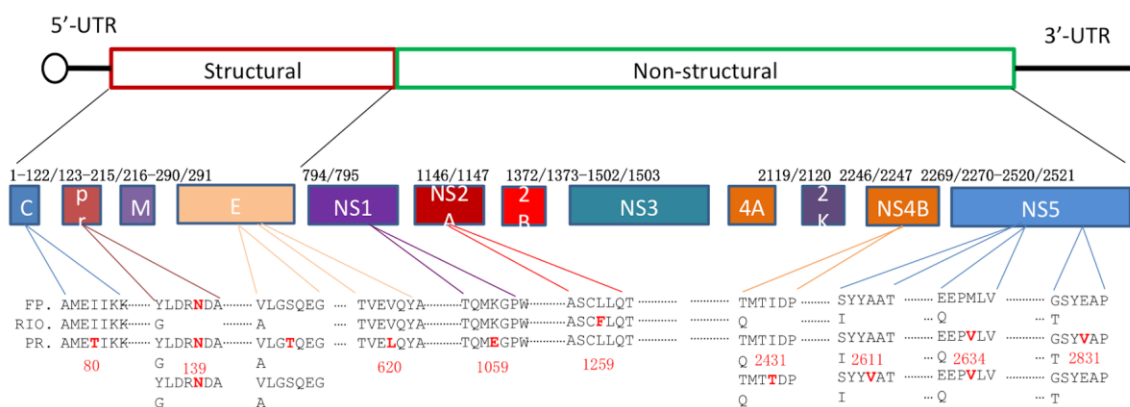 5'-UTR
3'-UTR
Structural
Non-structural
1-122/123-215/216-290/291 794/795 1146/1147 1372/1373-1502/1503 2119/2120 2246/2247 2269/2270-2520/2521
C pr M E NS1 NS2A 2B NS3 4A 2K NS4B NS5
FP. AMEIIKK······YLDRNDA······VLGSQEG ··· TVEVQYA······TQMKGPW······ASCLLQT ··············· ········TMTIDP ······SYYAAT······EEPMLV ········GSYEAP
RIO. AMEIIKK······G ······A ··· TVEVQYA······TQMKGPW······ASCFLQT ··············· ········Q ······I ···Q ···T
PR. AMETIKK······YLDRNDA······VLGTQEG ··· TVELQYA······TQMEGPW······ASCLLQT ··············· ········TMTIDP ······SYYAAT······EEPVLV ········GSYVAP
80 139 G A 620 1059 1259 Q 2431 I 2611 ···Q 2634 ···T 2831
YLDRNDA VLGSQEG TMTTDP ······SYYVAT······EEPVLV ········GSYEAP
G A Q I ···Q ···T